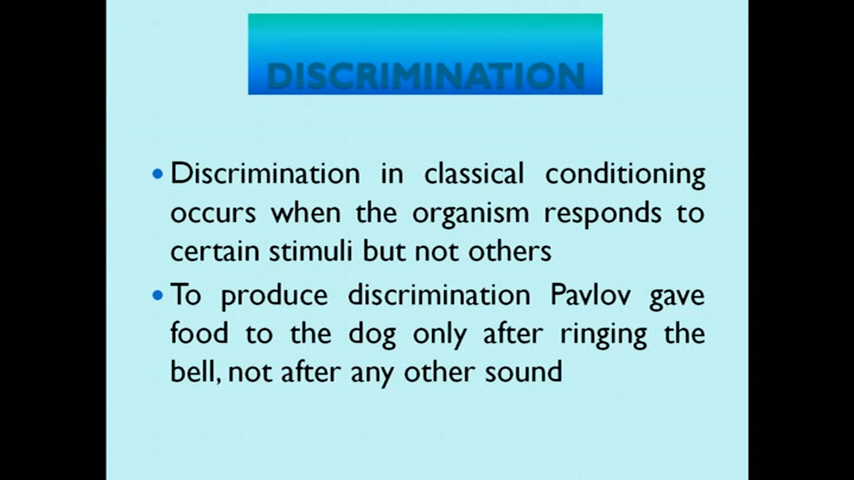 DISCRIMINATION
• Discrimination in classical conditioning
occurs when the organism responds to
certain stimuli but not others
• To produce discrimination Pavlov gave
food to the dog only after ringing the
bell, not after any other sound